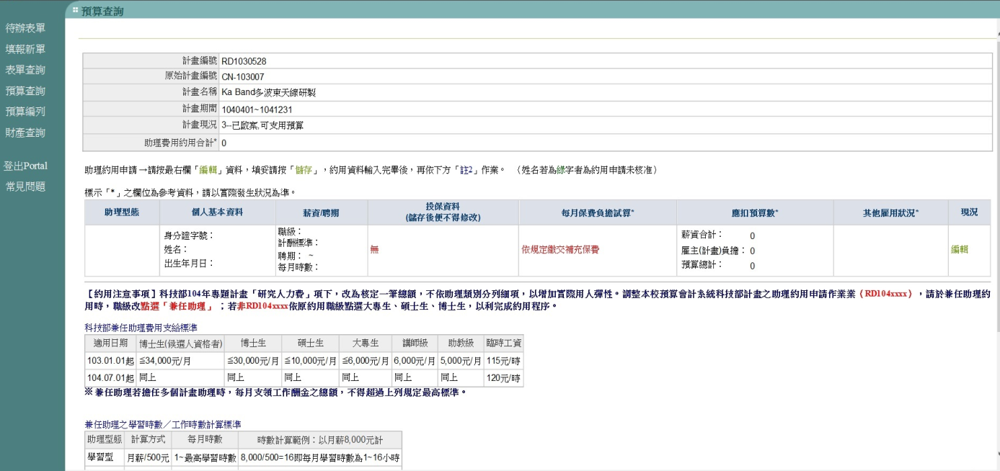 預算查詢
待辦表單
填報新單
表單查詢
預算查詢
預算編列
財產查詢
登出Portal
常見問題
計畫編號 RD1030528
原始計畫編號 CN-103007
計畫名稱 Ka Band多波束天線研製
計畫期間 1040401~1041231
計畫現況 3--已啟案,可支用預算
助理費用約用合計* 0
助理約用申請→請按最右欄「編輯」資料，填妥請按「儲存」，約用資料輸入完畢後，再依下方「註2」作業。 （姓名若為綠字者為約用申請未核准）
標示「*」之欄位為參考資料，請以實際發生狀況為準。
助理型態 個人基本資料 薪資/聘期 投保資料 (儲存後便不得修改) 每月保費負擔試算* 應扣預算數* 其他雇用狀況* 現況
身分證字號：
姓名：
出生年月日：
職級：
計酬標準：
聘期： ~
每月時數：
無
依規定繳交補充保費
薪資合計： 0
雇主(計畫)負擔： 0
預算總計： 0
編輯
【約用注意事項】科技部104年專題計畫「研究人力費」項下，改為核定一筆總額，不依助理類別分列細項，以增加實際用人彈性。調整本校預算會計系統科技部計畫之助理約用申請作業業（RD104xxxx），請於兼任助理約
用時，職級改點選「兼任助理」；若非RD104xxxx依原約用職級點選大專生、碩士生、博士生，以利完成約用程序。
科技部兼任助理費用支給標準
適用日期 博士生(候選人資格者) 博士生 碩士生 大專生 講師級 助教級 臨時工資
103.01.01起 ≦34,000元/月 ≦30,000元/月 ≦10,000元/月 ≦6,000元/月 6,000元/月 5,000元/月 115元/時
104.07.01起 同上 同上 同上 同上 同上 同上 120元/時
※兼任助理若擔任多個計畫助理時，每月支領工作酬金之總額，不得超過上列規定最高標準。
兼任助理之學習時數／工作時數計算標準
助理型態 計算方式 每月時數 時數計算範例：以月薪8,000元計
學習型 月薪/500元 1~最高學習時數 8,000/500=16即每月學習時數為1~16小時